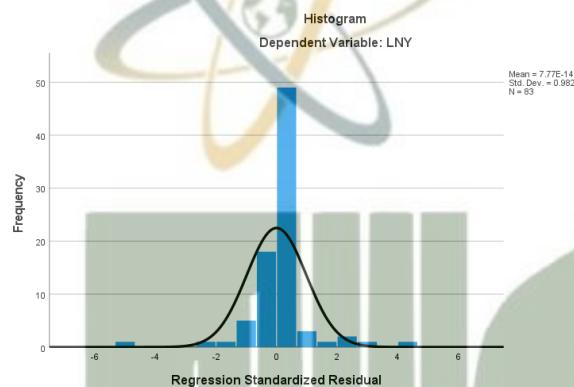 Histogram
Dependent Variable: LNY
Mean = 7.77E-14
Std. Dev. = 0.982
N = 83
50
40
30
20
10
0
Frequency
-6 -4 -2 0 2 4 6
Regression Standardized Residual